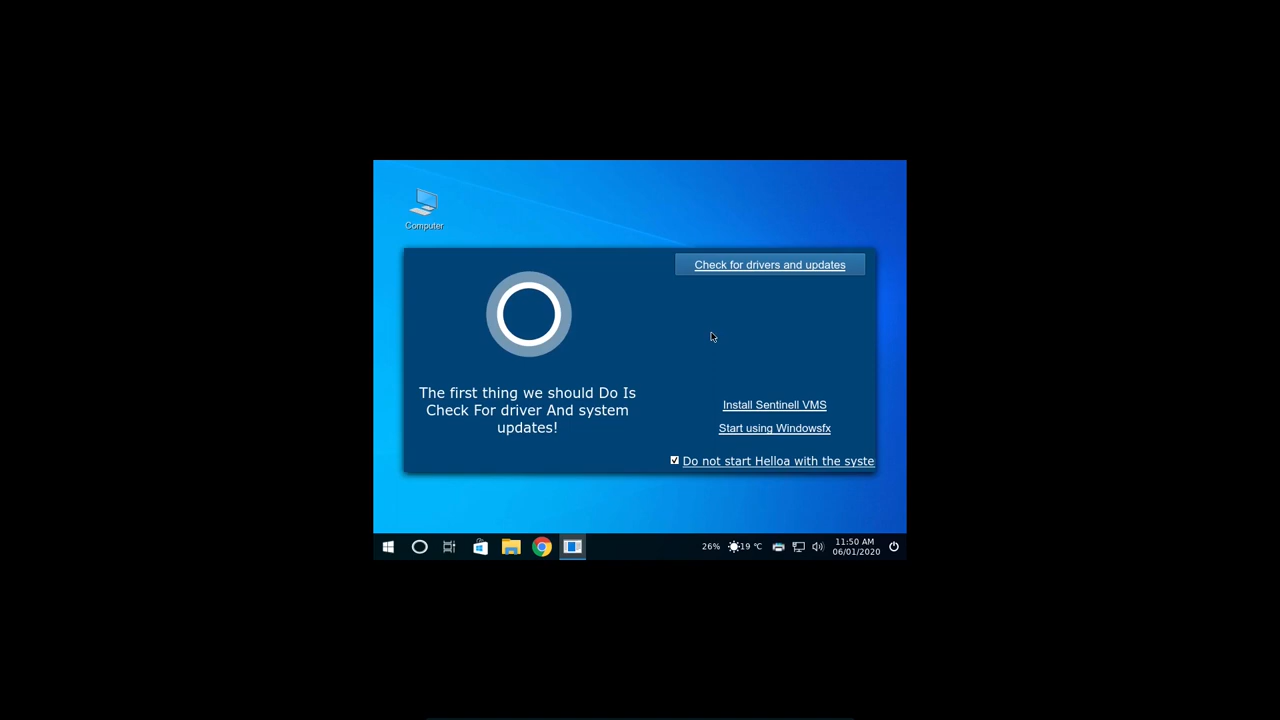 Computer
Check for drivers and updates
The first thing we should Do Is
Check For driver And system
updates!
Install Sentinell VMS
Start using Windowsfx
Do not start Helloa with the syste
26%
19 °C
11:50 AM
06/01/2020